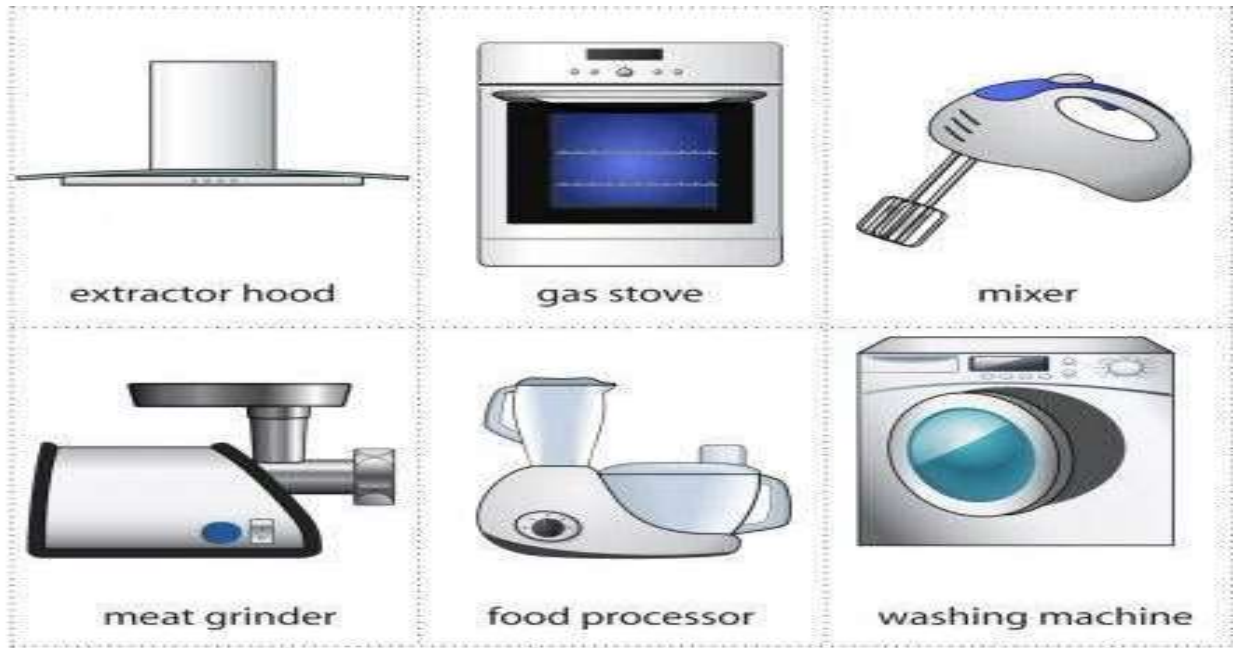 extractor hood
gas stove
mixer
meat grinder
food processor
washing machine